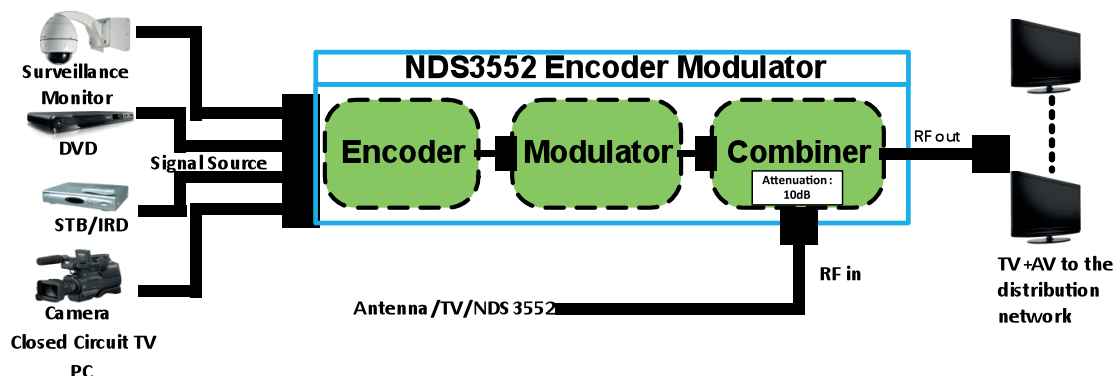 NDS3552 Encoder Modulator
Surveillance
Monitor
DVD
Signal Source
STB/IRD
Camera
Closed Circuit TV
PC
Encoder
Modulator
Combiner
Attenuation :
10dB
RF out
RF in
Antenna /TV/NDS 3552
TV +AV to the
distribution
network